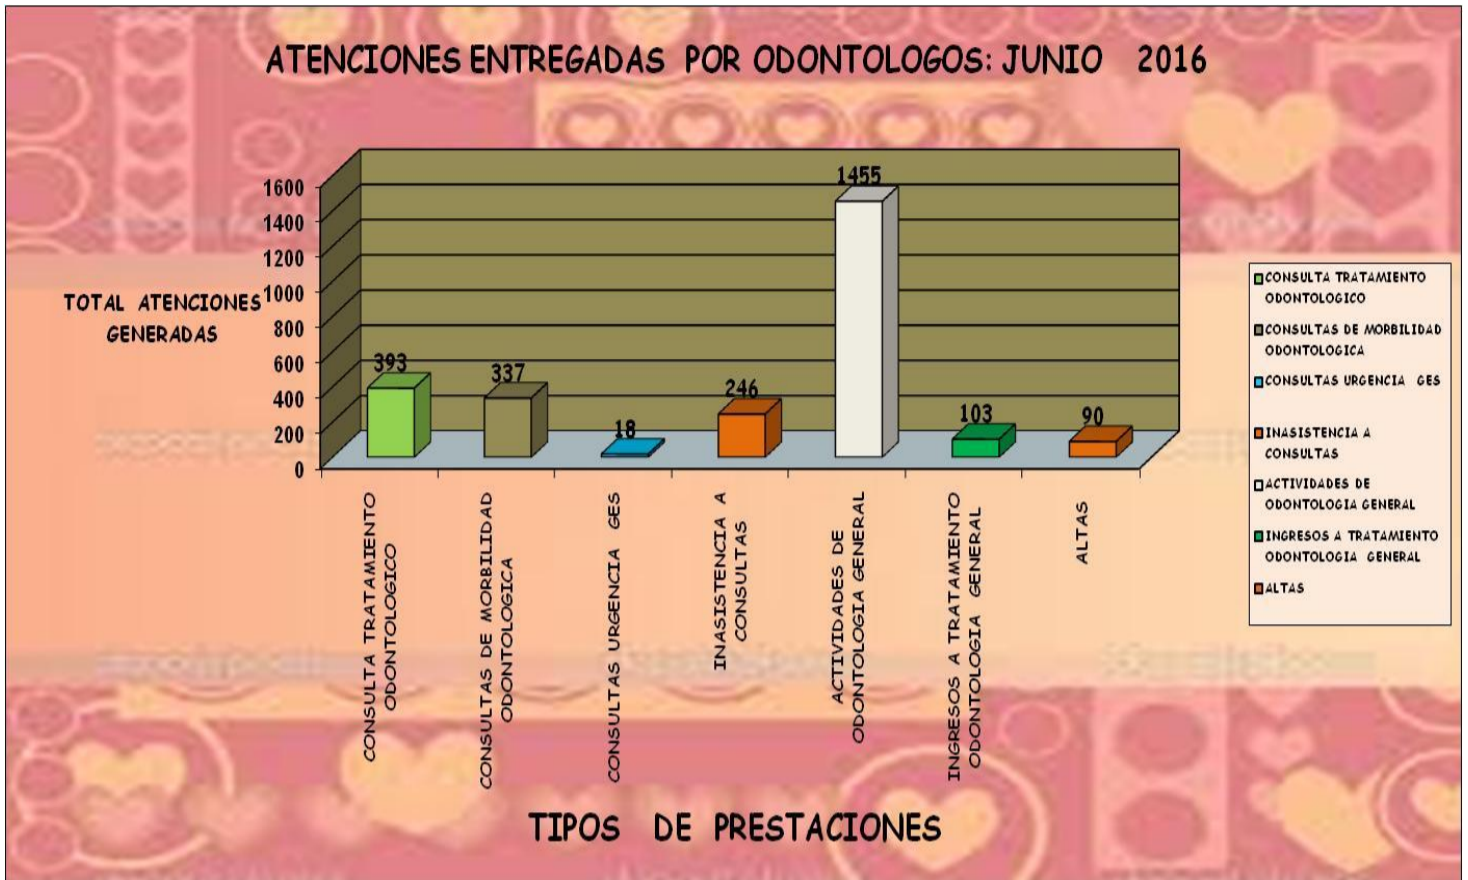 ATENCIONES ENTREGADAS POR ODONTOLOGOS: JUNIO 2016
TOTAL ATENCIONES
GENERADAS
1600
1400
1200
1000
800
600
400
200
0
393
337
18
246
1455
103
90
CONSULTA TRATAMIENTO
ODONTOLOGICO
CONSULTAS DE MORBILIDAD
ODONTOLOGICA
CONSULTAS URGENCIA GES
INASISTENCIA A
CONSULTAS
ACTIVIDADES DE
ODONTOLOGIA GENERAL
INGRESOS A TRATAMIENTO
ODONTOLOGIA GENERAL
ALTAS
TIPOS DE PRESTACIONES
CONSULTA TRATAMIENTO
ODONTOLOGICO
CONSULTAS DE MORBILIDAD
ODONTOLOGICA
CONSULTAS URGENCIA GES
INASISTENCIA A
CONSULTAS
ACTIVIDADES DE
ODONTOLOGIA GENERAL
INGRESOS A TRATAMIENTO
ODONTOLOGIA GENERAL
ALTAS